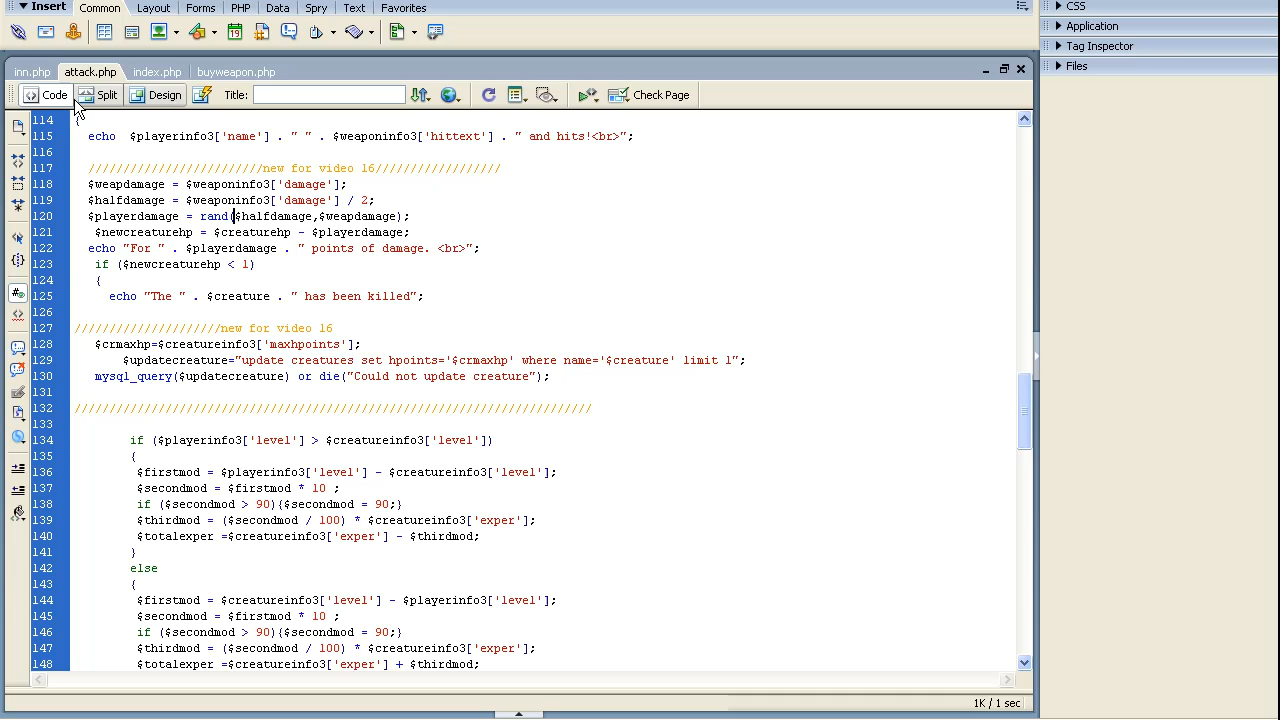 Insert Common Layout Forms PHP Data Spry Text Favorites
CSS
Application
Tag Inspector
Files
inn.php attack.php index.php buyweapon.php
Code Split Design Title: Check Page
114 {
115 echo $playerinfo3['name'] . " " . $weaponinfo3['hittext'] . " and hits!<br>";
116
117 /////////////////////////new for video 16//////////////////
118 $weapdamage = $weaponinfo3['damage'];
119 $halfdamage = $weaponinfo3['damage'] / 2;
120 $playerdamage = rand($halfdamage,$weapdamage);
121 $newcreaturehp = $creaturehp - $playerdamage;
122 echo "For " . $playerdamage . " points of damage. <br>";
123 if ($newcreaturehp < 1)
124 {
125 echo "The " . $creature . " has been killed";
126
127 /////////////////////new for video 16
128 $crmaxhp=$creatureinfo3['maxhpoints'];
129 $updatecreature="update creatures set hpoints='$crmaxhp' where name='$creature' limit 1";
130 mysql_query($updatecreature) or die("Could not update creature");
131
132 //////////////////////////////////////////////////////////////////////////
133
134 if ($playerinfo3['level'] > $creatureinfo3['level'])
135 {
136 $firstmod = $playerinfo3['level'] - $creatureinfo3['level'];
137 $secondmod = $firstmod * 10 ;
138 if ($secondmod > 90){$secondmod = 90;}
139 $thirdmod = ($secondmod / 100) * $creatureinfo3['exper'];
140 $totalexper =$creatureinfo3['exper'] - $thirdmod;
141 }
142 else
143 {
144 $firstmod = $creatureinfo3['level'] - $playerinfo3['level'];
145 $secondmod = $firstmod * 10 ;
146 if ($secondmod > 90){$secondmod = 90;}
147 $thirdmod = ($secondmod / 100) * $creatureinfo3['exper'];
148 $totalexper =$creatureinfo3['exper'] + $thirdmod;
1K / 1 sec